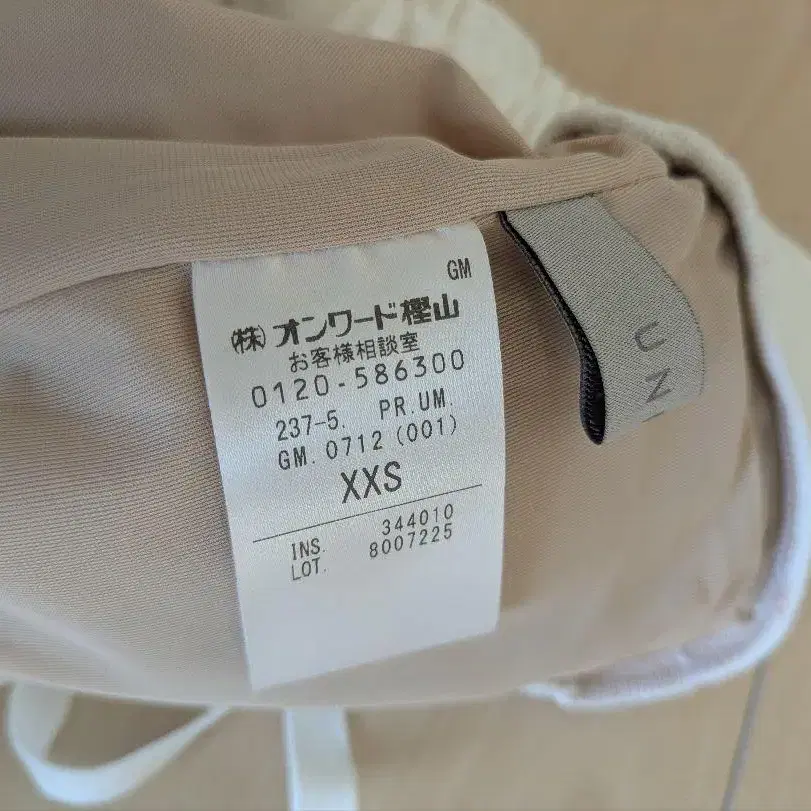 GM
(株)オンワード樫山
お客様相談室
0120-586300
237-5. PR.UM.
GM.0712(001)
XXS
INS. 344010
LOT. 8007225
UN